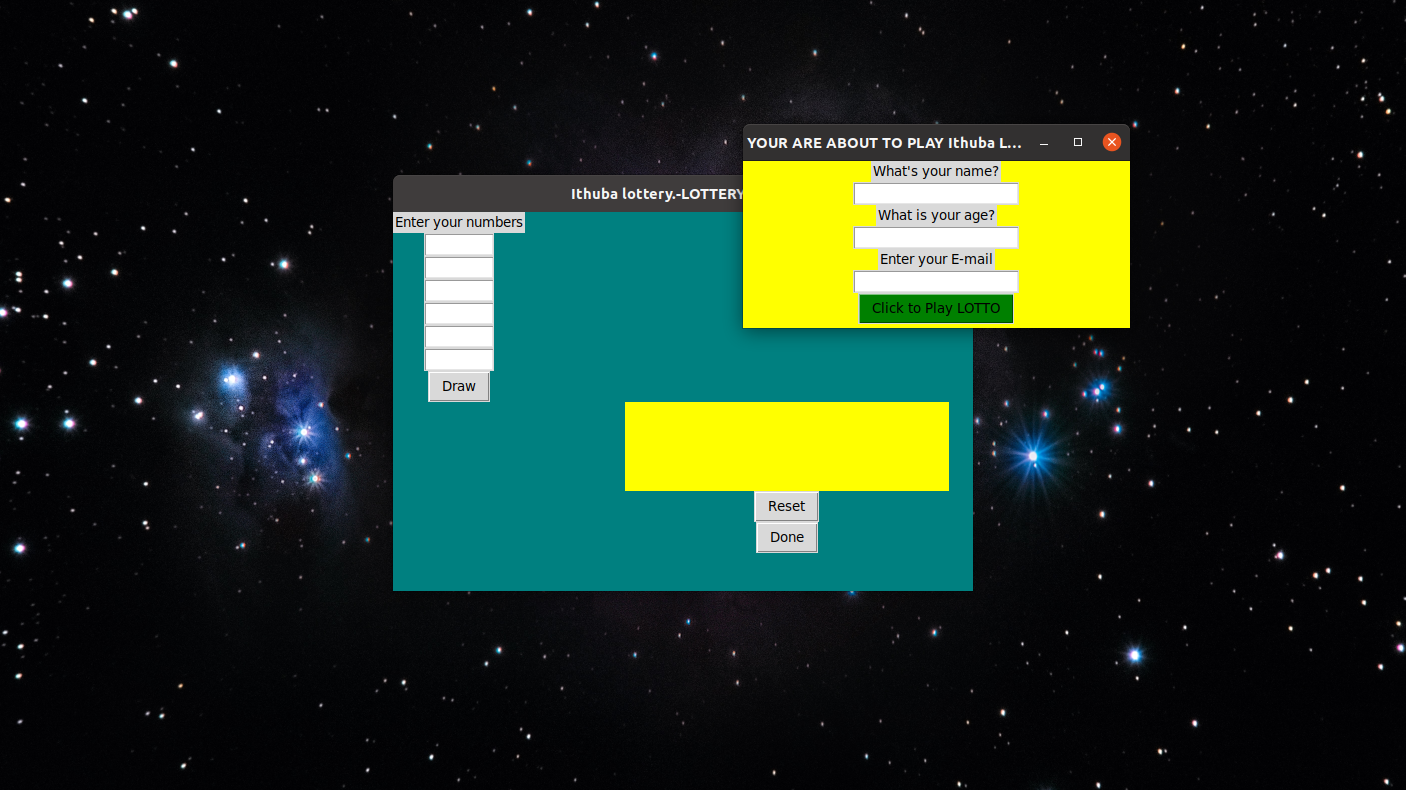 YOUR ARE ABOUT TO PLAY Ithuba L...
What's your name?
What is your age?
Enter your E-mail
Click to Play LOTTO
Ithuba lottery.-LOTTERY
Enter your numbers
Draw
Reset
Done